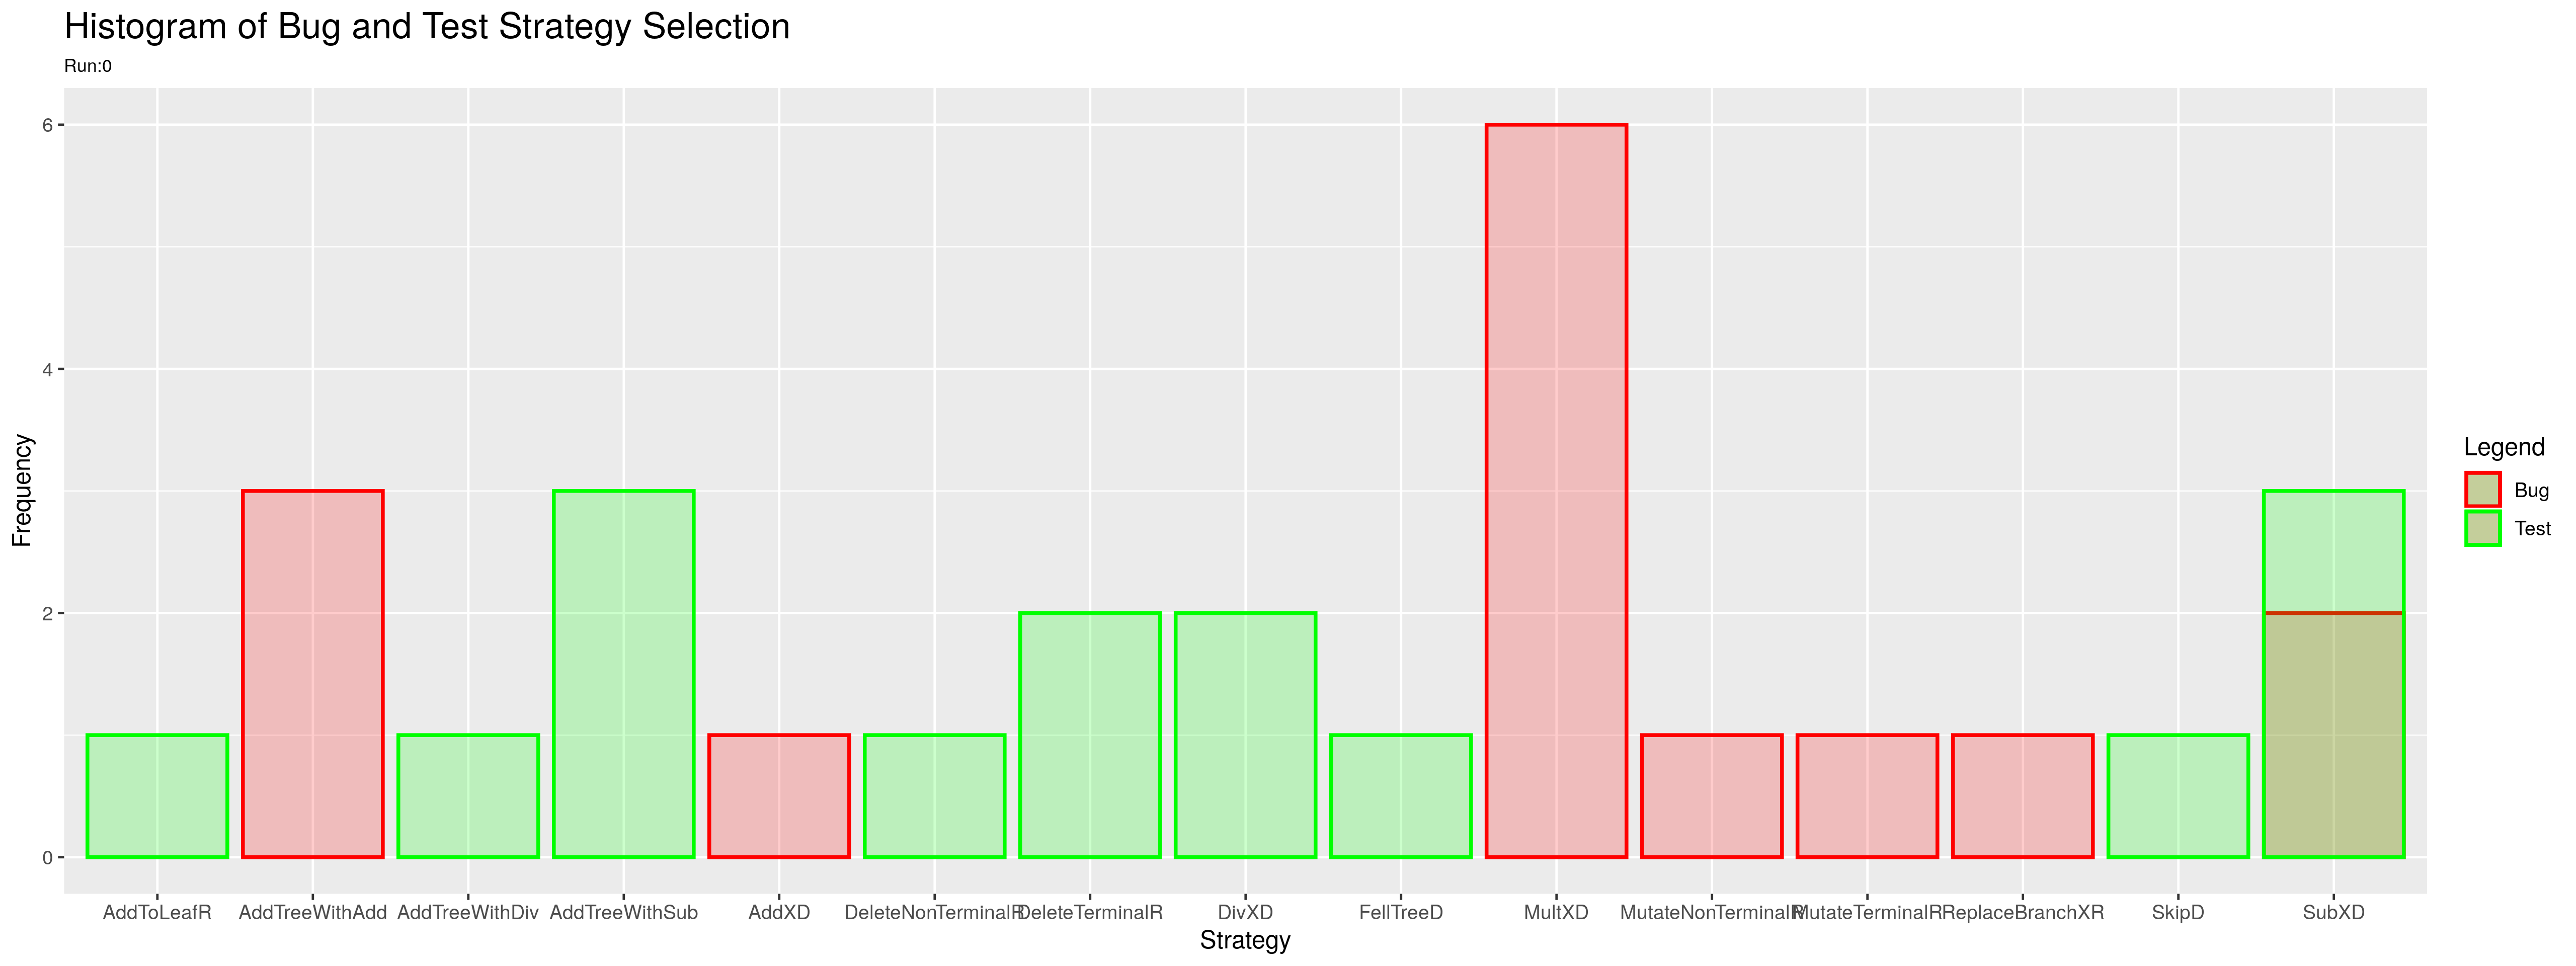 Histogram of Bug and Test Strategy Selection
Run:0
6
4
2
0
Frequency
AddToLeafR AddTreeWithAdd AddTreeWithDiv AddTreeWithSub AddXD DeleteNonTerminalR DeleteTerminalR DivXD FellTreeD MultXD MutateNonTerminalR MutateTerminalR ReplaceBranchXR SkipD SubXD
Strategy
Legend
Bug
Test